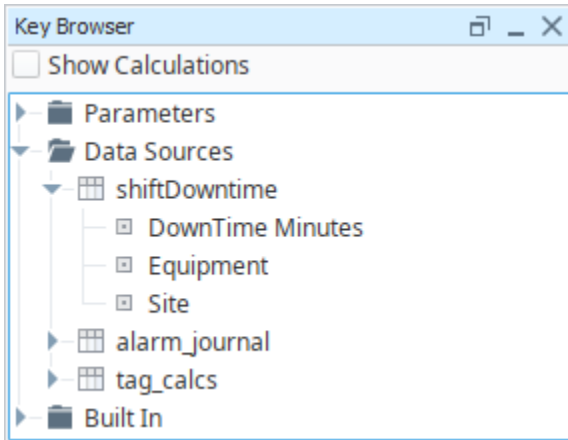 Key Browser
Show Calculations
Parameters
Data Sources
shiftDowntime
DownTime Minutes
Equipment
Site
alarm_journal
tag_calcs
Built In